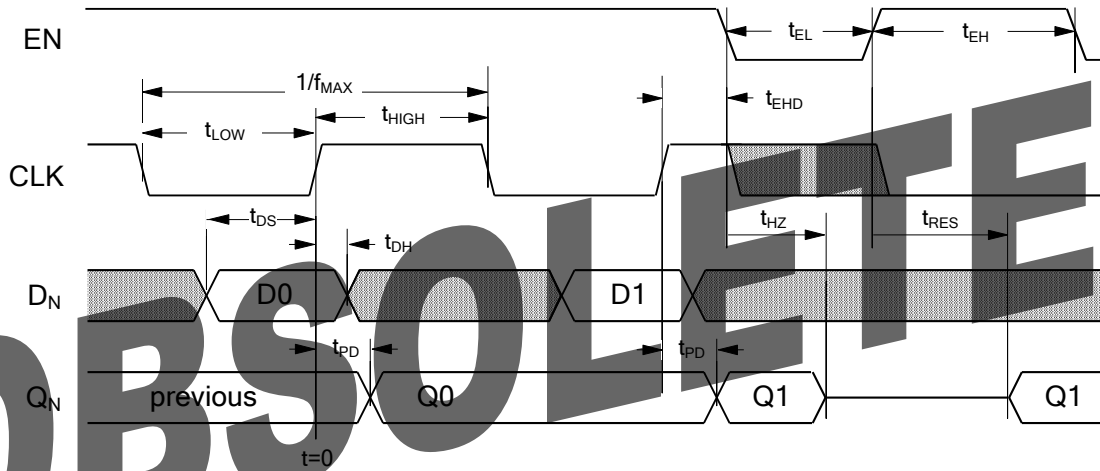 EN
tEL
tEH
1/fMAX
tEHD
tLOW
tHIGH
CLK
tDS
tDH
tHZ
tRES
DN
D0
D1
tPD
tPD
QN
previous
Q0
Q1
Q1
t=0
OBSOLETE